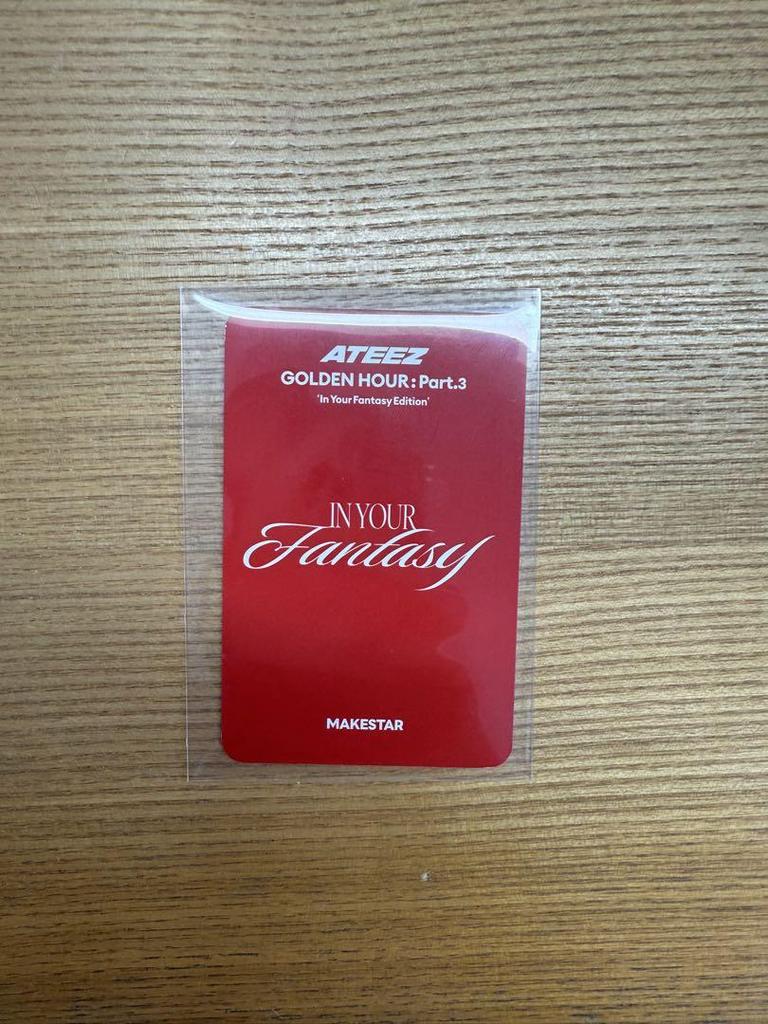 ATEEZ
GOLDEN HOUR : Part.3
'In Your Fantasy Edition'
IN YOUR
Fantasy
MAKESTAR